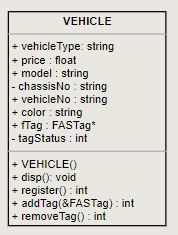 VEHICLE
+ vehicleType: string
+ price : float
+ model : string
- chassisNo : string
+ vehicleNo : string
+ color : string
+ fTag : FASTag*
- tagStatus : int
+ VEHICLE()
+ disp(): void
+ register() : int
+ addTag(&FASTag) : int
+ removeTag() : int